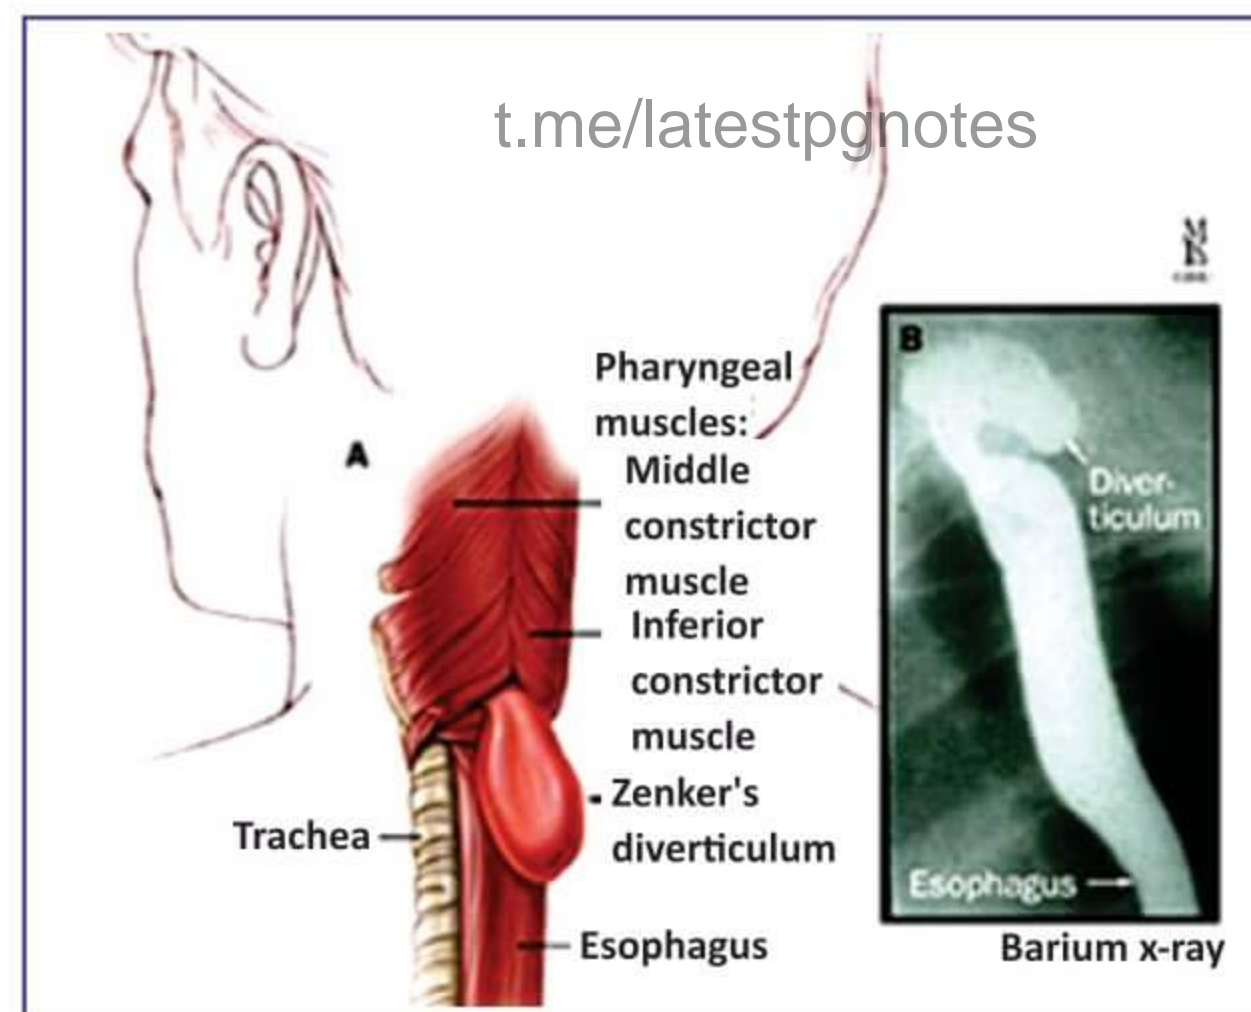 t.me/latestpgnotes
B
Pharyngeal
muscles:
A
Middle
constrictor
muscle
Diver-
ticulum
Inferior
constrictor
muscle
Zenker's
diverticulum
Trachea
Esophagus
Esophagus
Barium x-ray